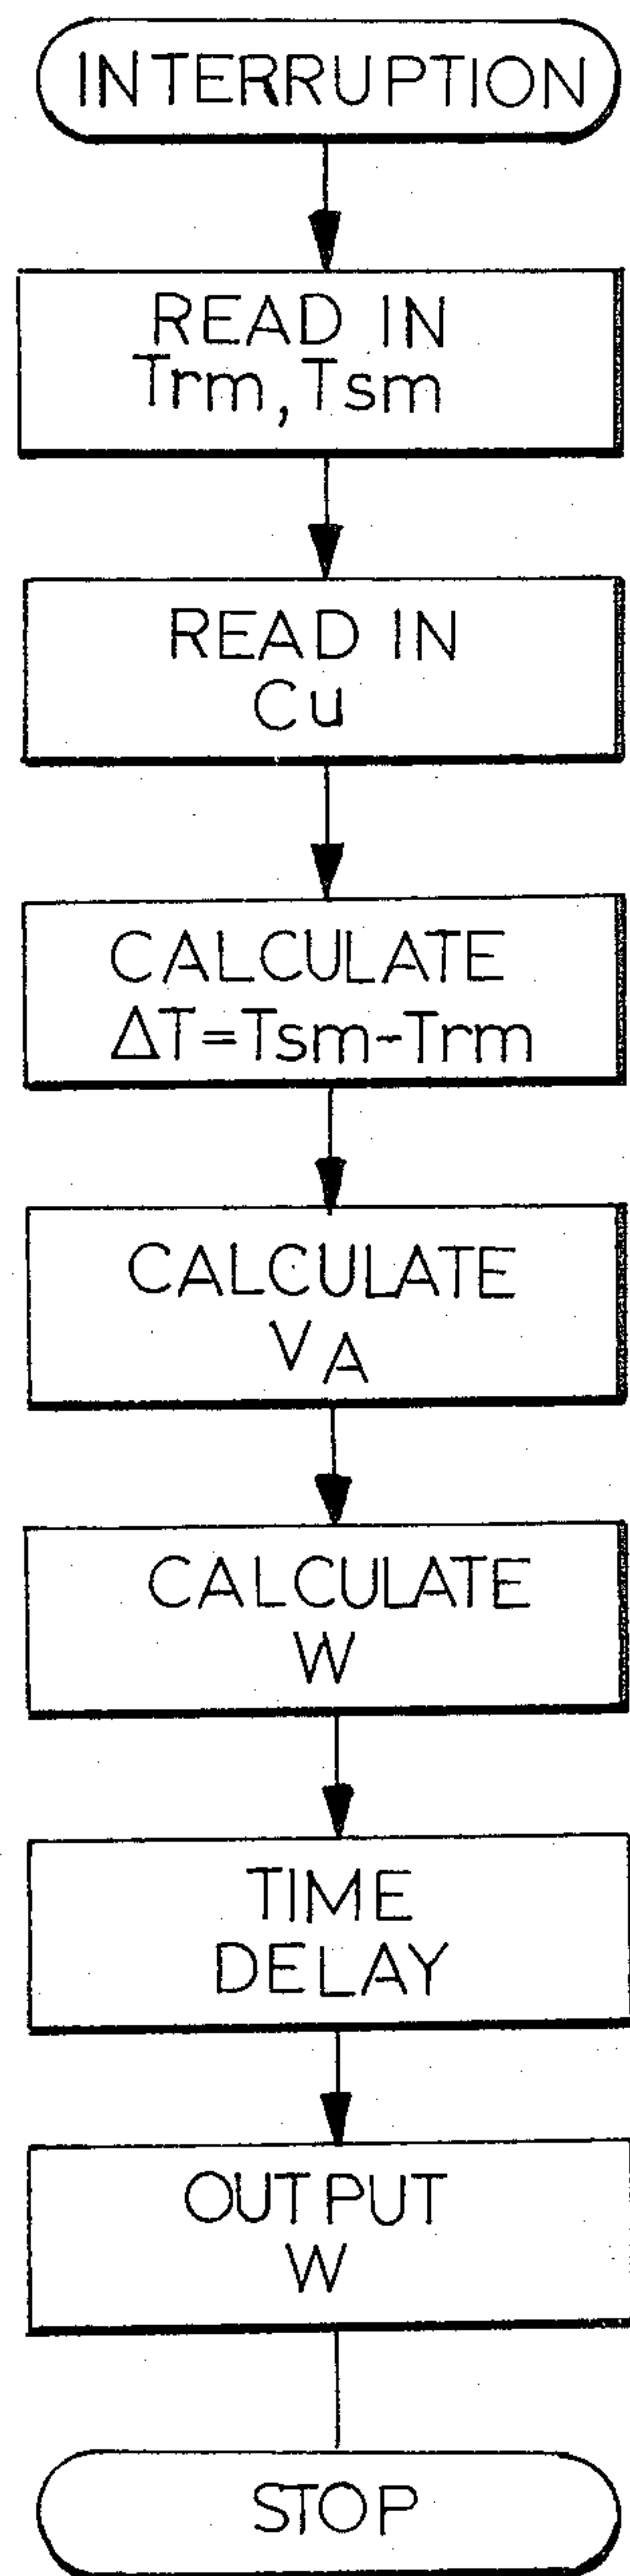 INTERRUPTION
READ IN
Trm, Tsm
READ IN
Cu
CALCULATE
ΔT=Tsm-Trm
CALCULATE
VA
CALCULATE
W
TIME
DELAY
OUTPUT
W
STOP